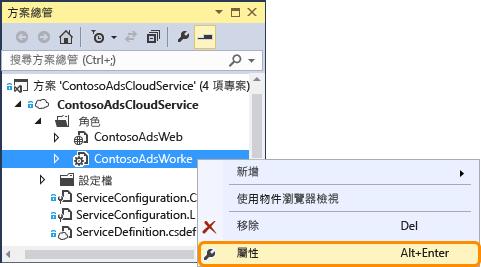 方案總管
搜尋方案總管 (Ctrl+;)
方案 'ContosoAdsCloudService' (4 項專案)
ContosoAdsCloudService
角色
ContosoAdsWeb
ContosoAdsWorke
設定檔
ServiceConfiguration.C
ServiceConfiguration.L
ServiceDefinition.csdef
新增
使用物件瀏覽器檢視
移除 Del
屬性 Alt+Enter